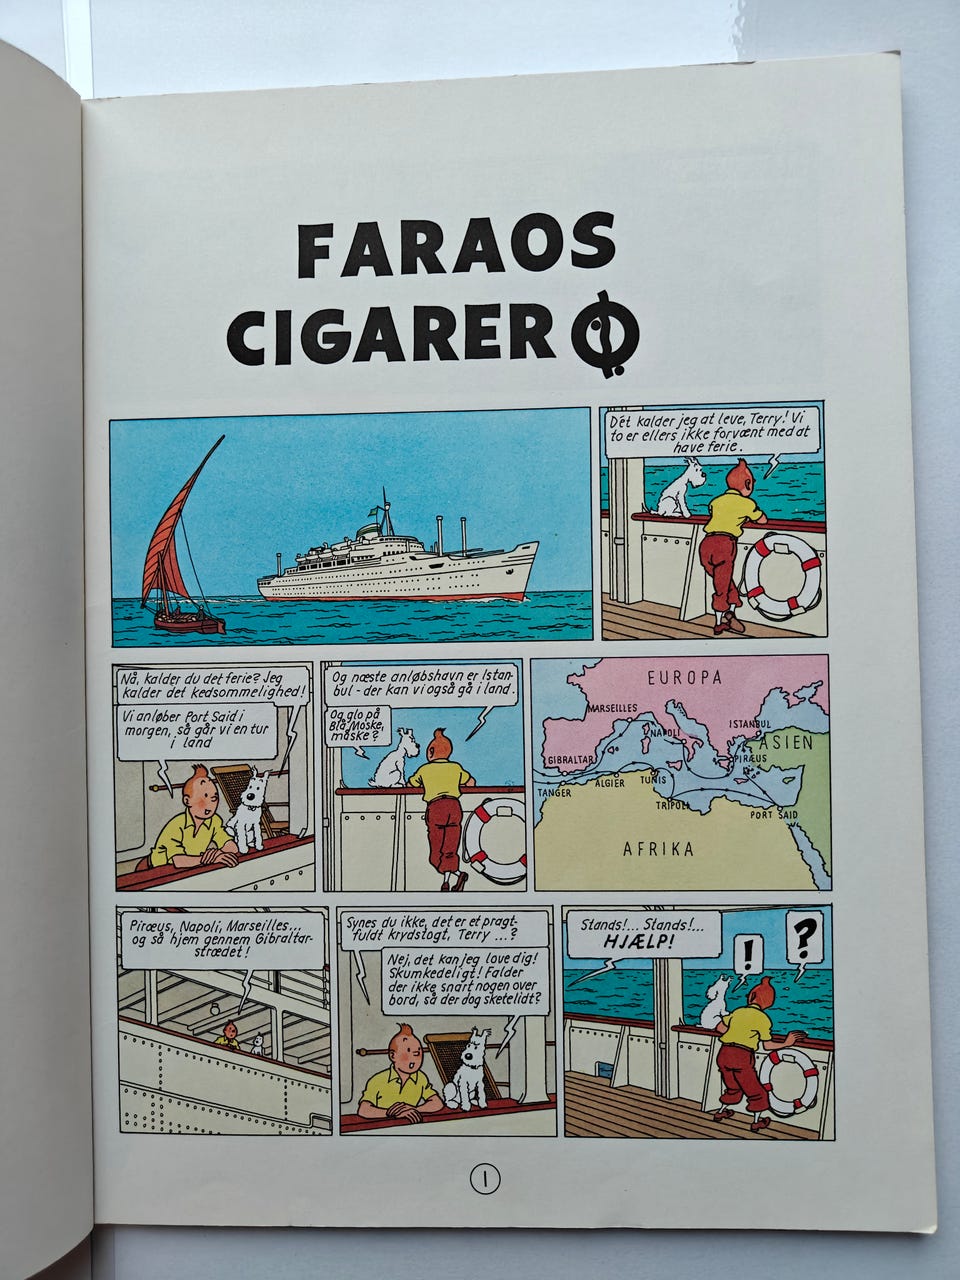 FARAOS
CIGARER
Det kalder jeg at leve, Terry! Vi
to er ellers ikke forvænt med at
have ferie.
Nå, kalder du det ferie? Jeg
kalder det kedsommelighed!
Vi anløber Port Said i
morgen, så går vi en tur
i land
Og næste anløbshavn er Istan-
bul - der kan vi også gå i land.
Og glo på
Blå Moske,
måske?
EUROPA
MARSEILLES
NAPOLI
ISTANBUL
ASIEN
GIBRALTAR
PIRÆUS
TANGER
ALGIER
TUNIS
TRIPOLI
PORT SAID
AFRIKA
Piræus, Napoli, Marseilles...
og så hjem gennem Gibraltar-
strædet!
Synes du ikke, det er et pragt-
fuldt krydstogt, Terry ...?
Nej, det kan jeg love dig!
Skumkedeligt! Falder
der ikke snart nogen over
bord, så der dog sketelidt?
Stands!... Stands!...
HJÆLP!
!
?
1